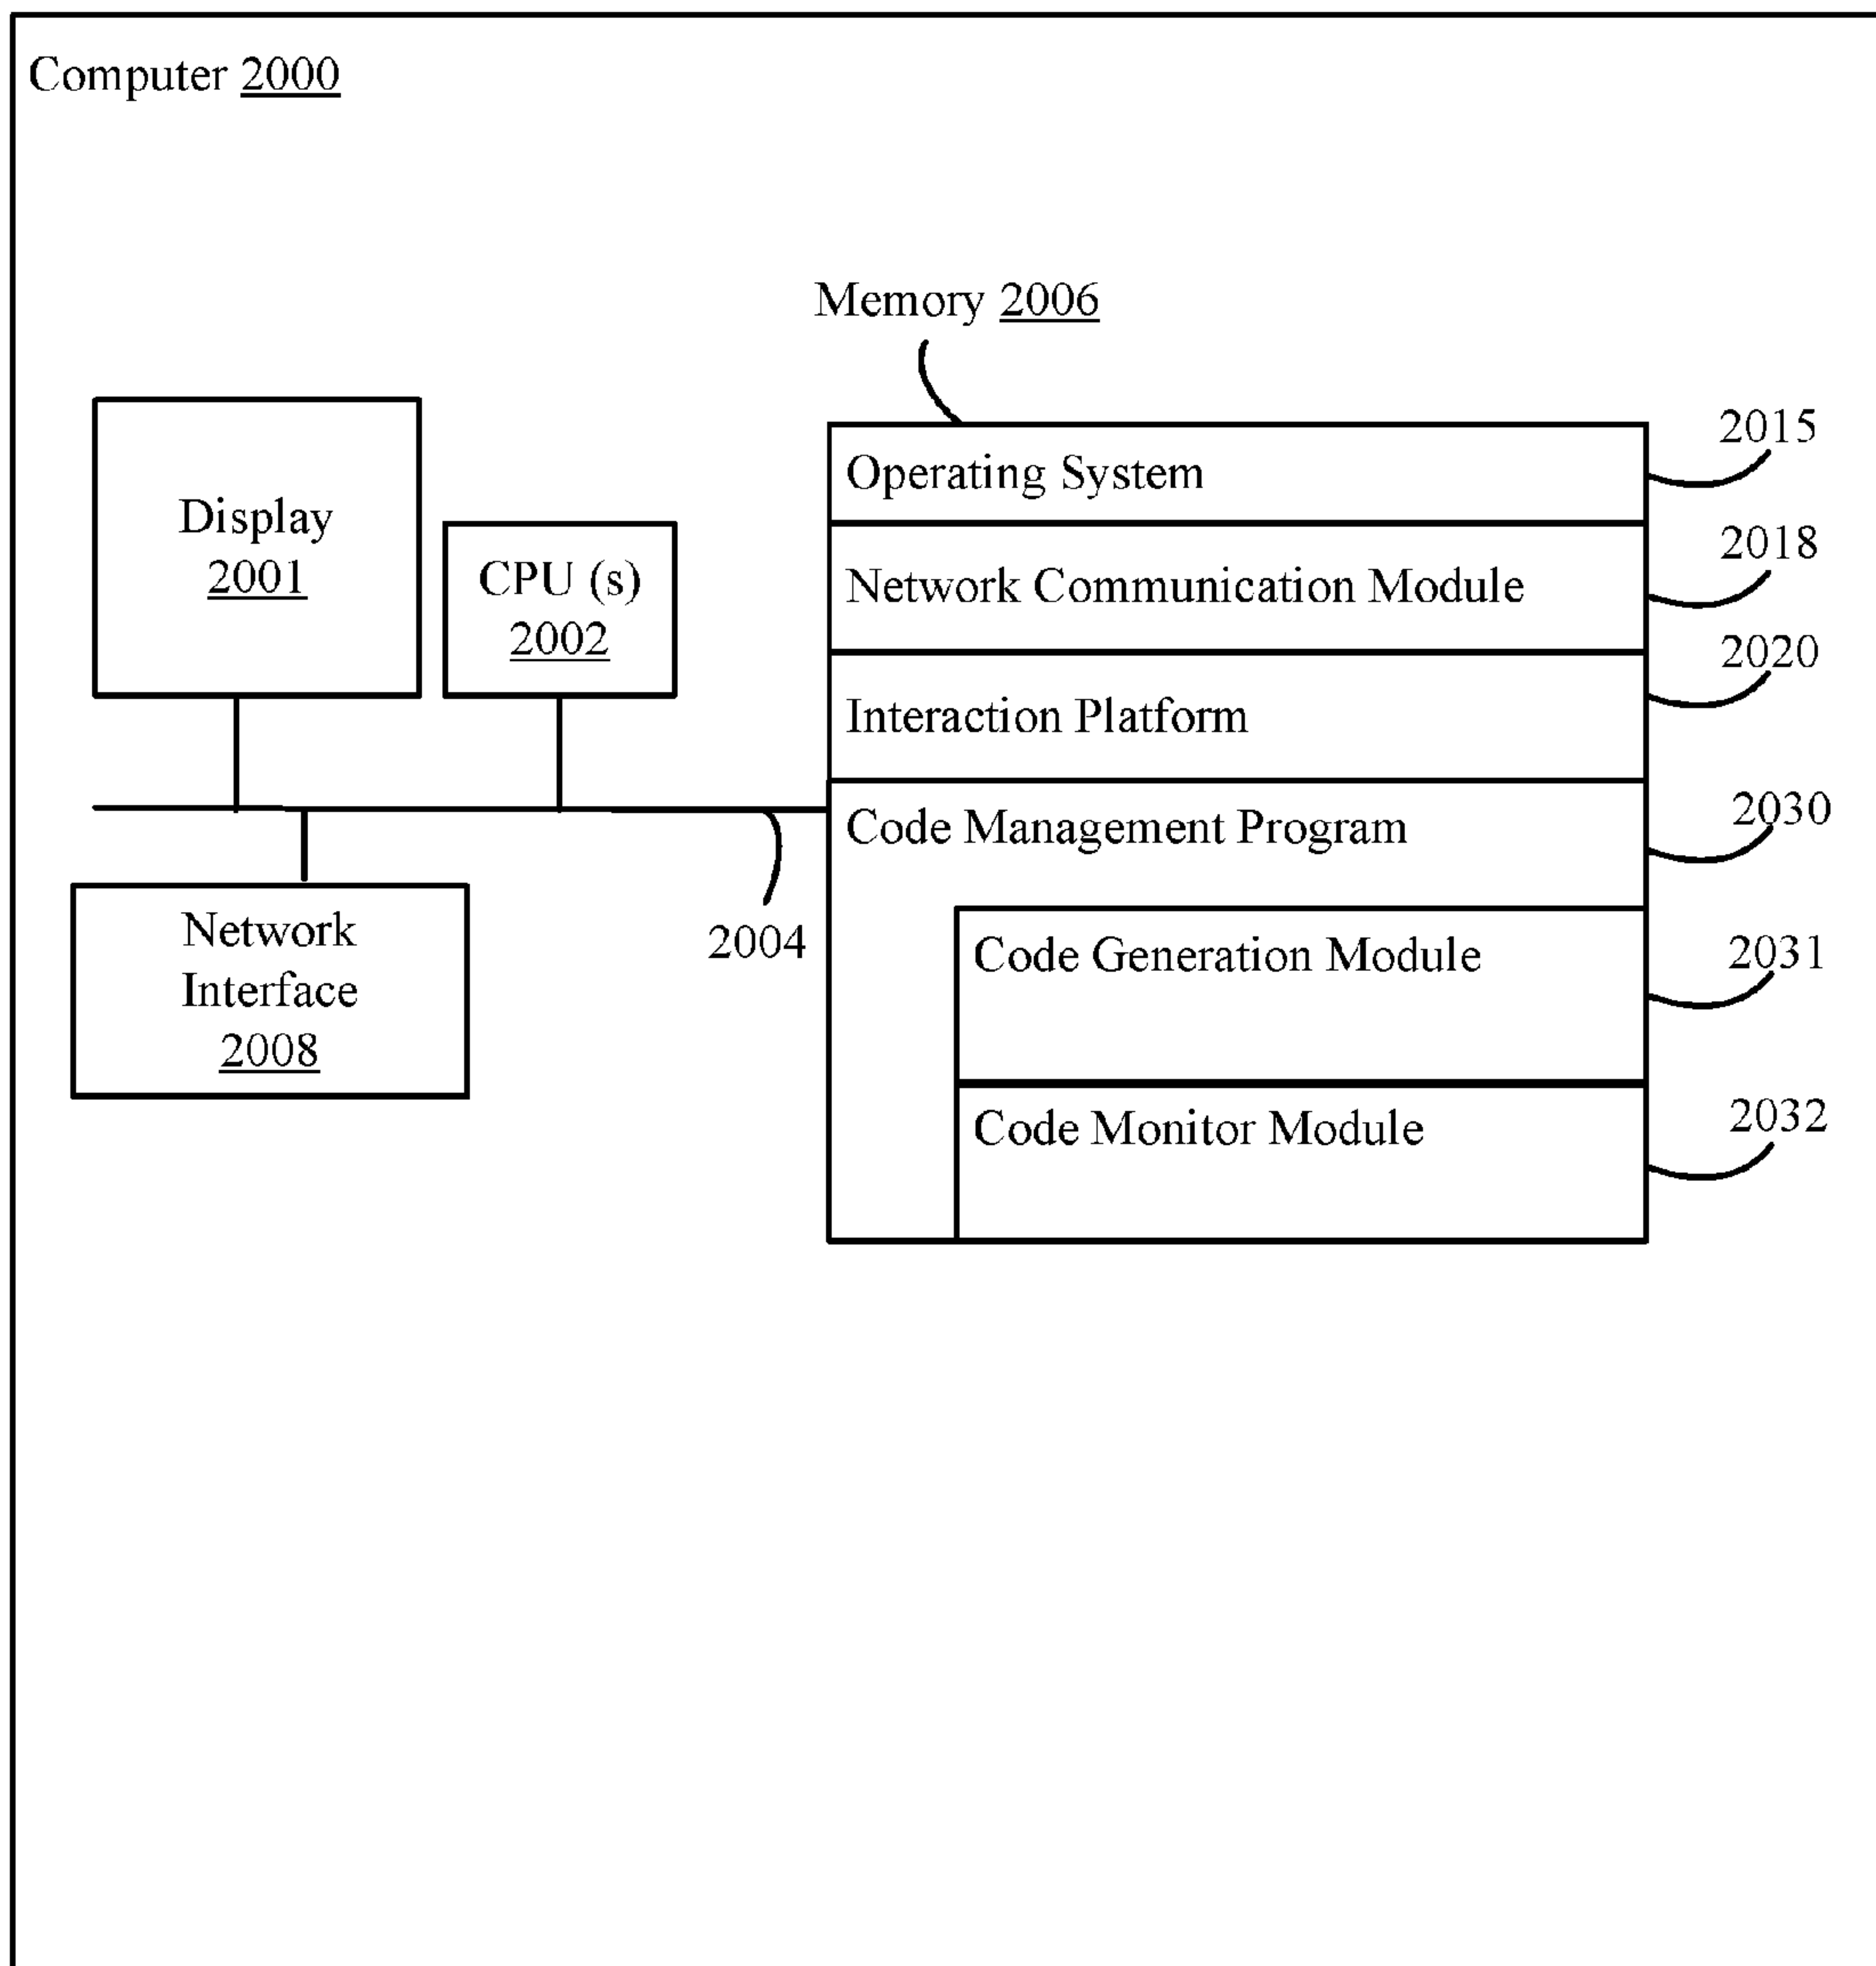 Computer 2000
Memory 2006
Display
2001
CPU (s)
2002
Network
Interface
2008
2004
Operating System
2015
Network Communication Module
2018
Interaction Platform
2020
Code Management Program
2030
Code Generation Module
2031
Code Monitor Module
2032